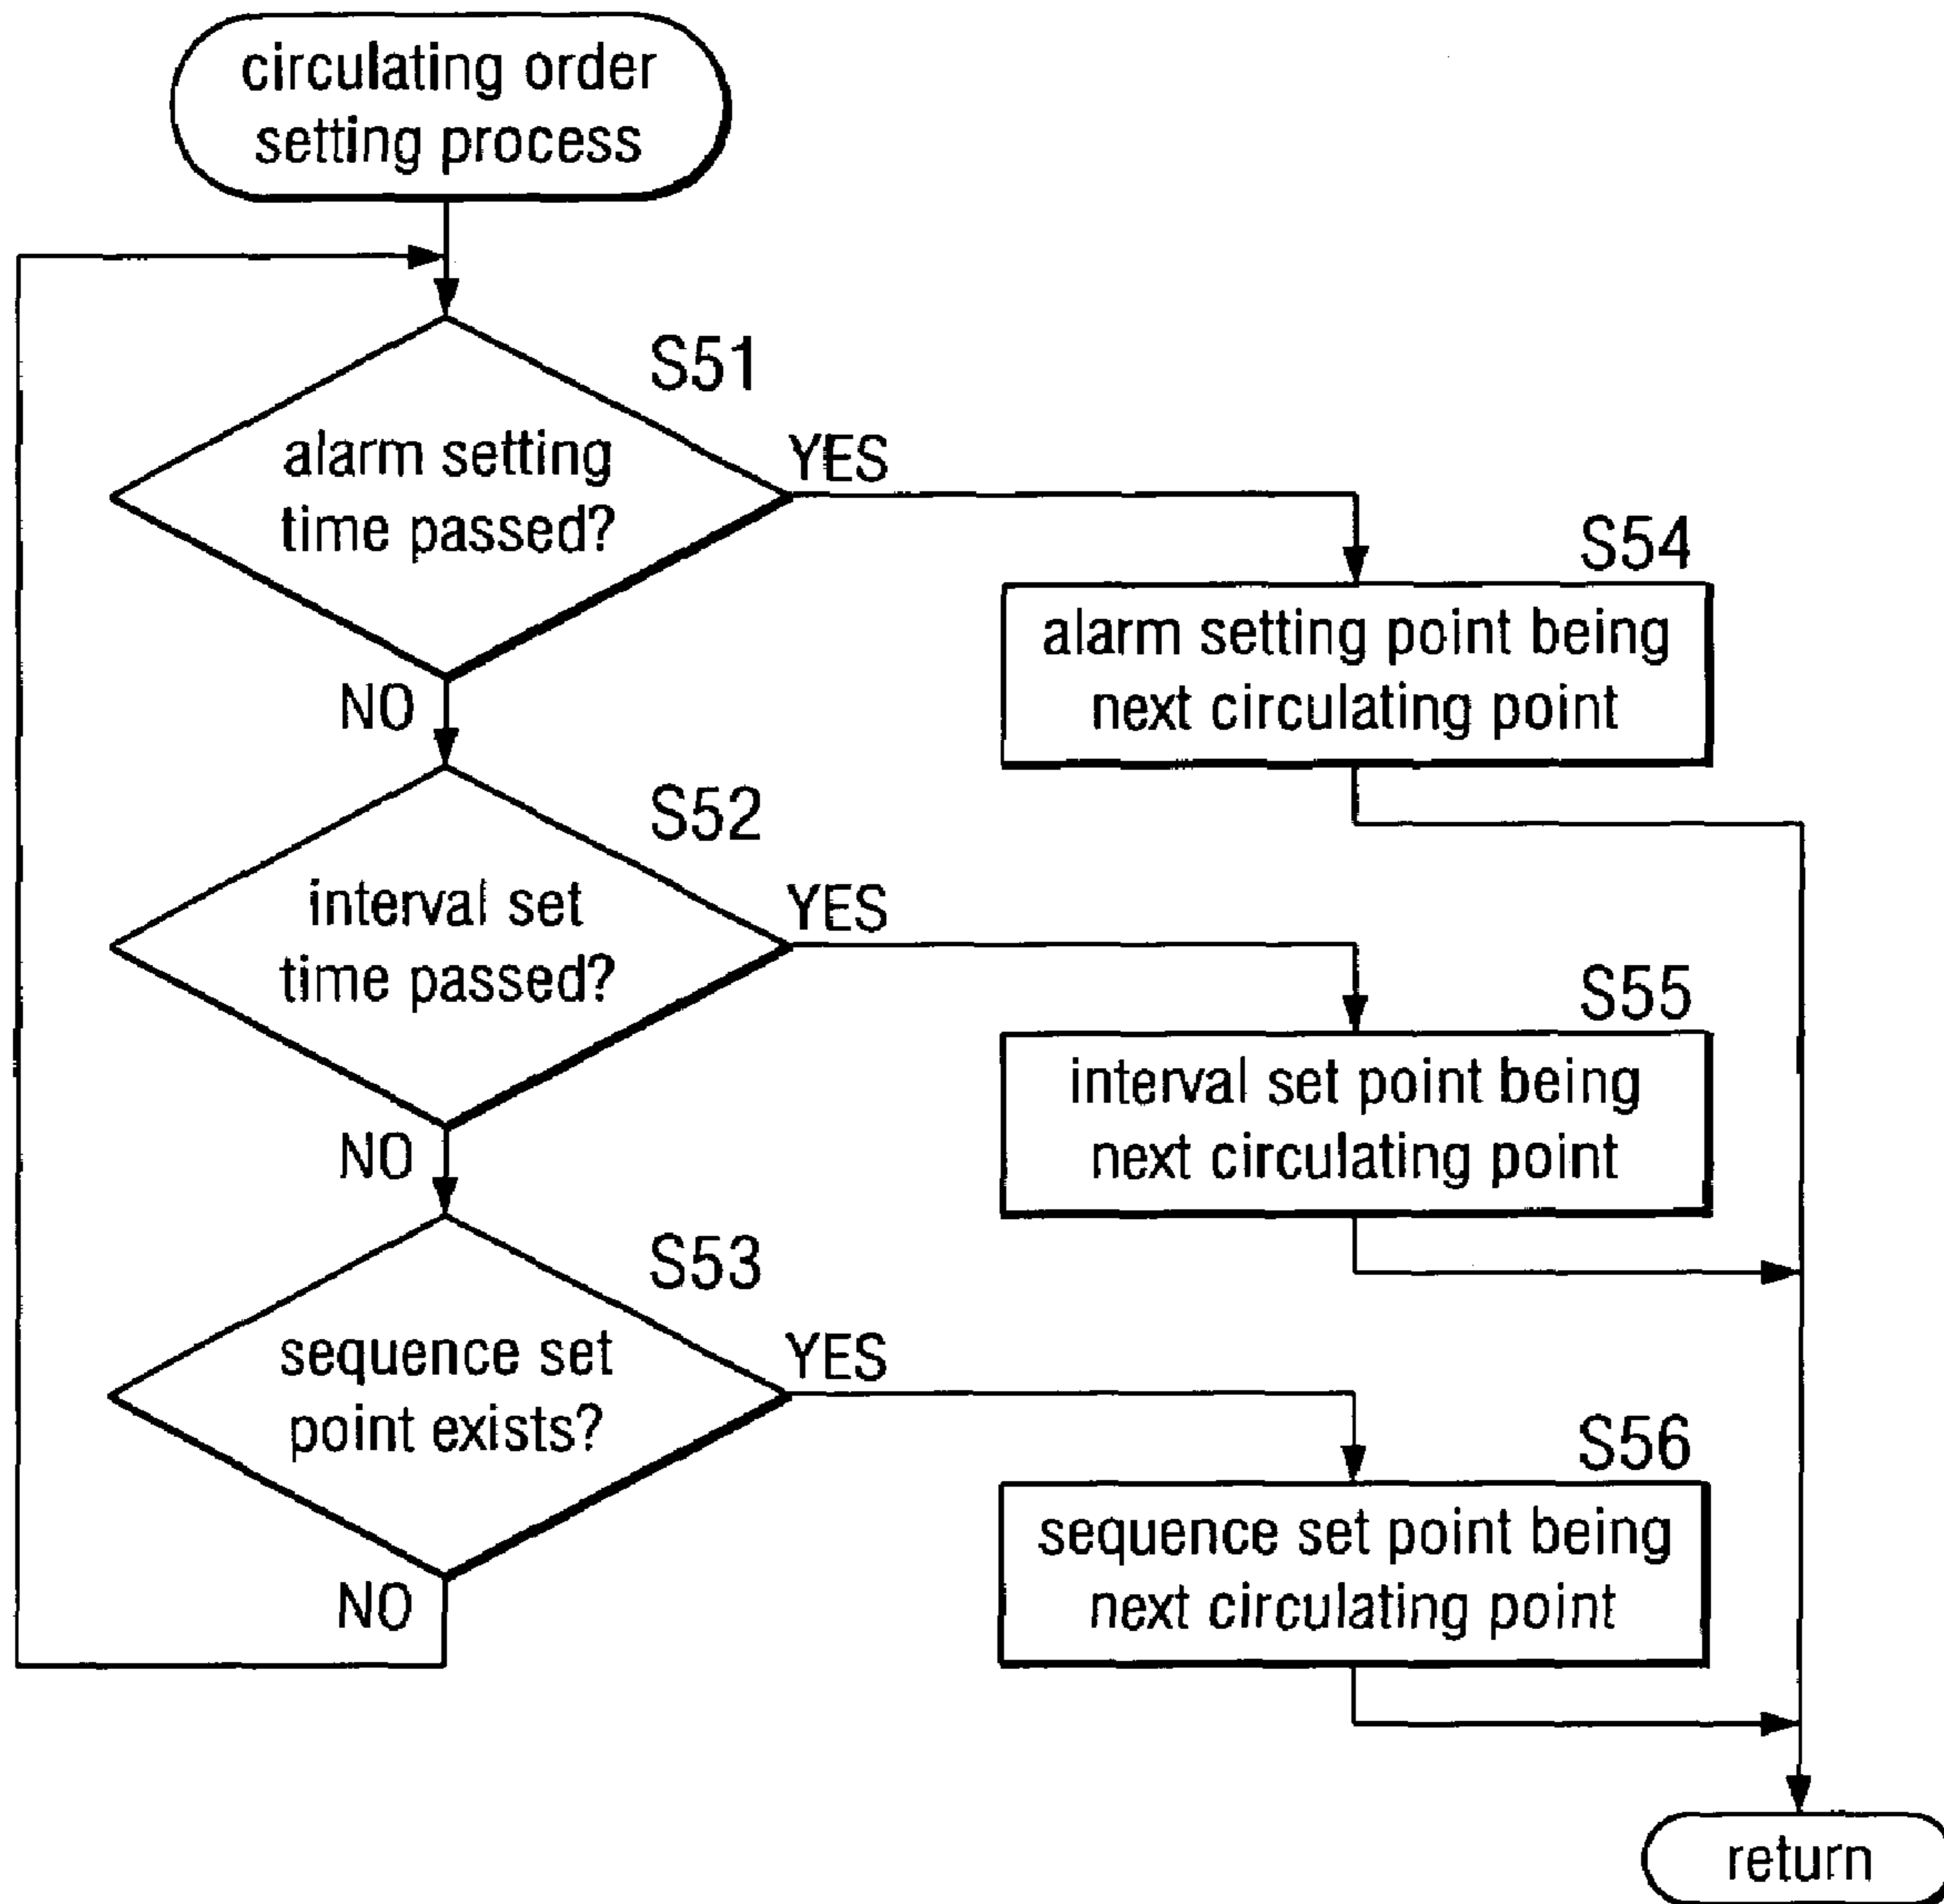 circulating order
setting process
S51
alarm setting
time passed?
YES
NO
S54
alarm setting point being
next circulating point
S52
interval set
time passed?
YES
NO
S55
interval set point being
next circulating point
S53
sequence set
point exists?
YES
NO
S56
sequence set point being
next circulating point
return